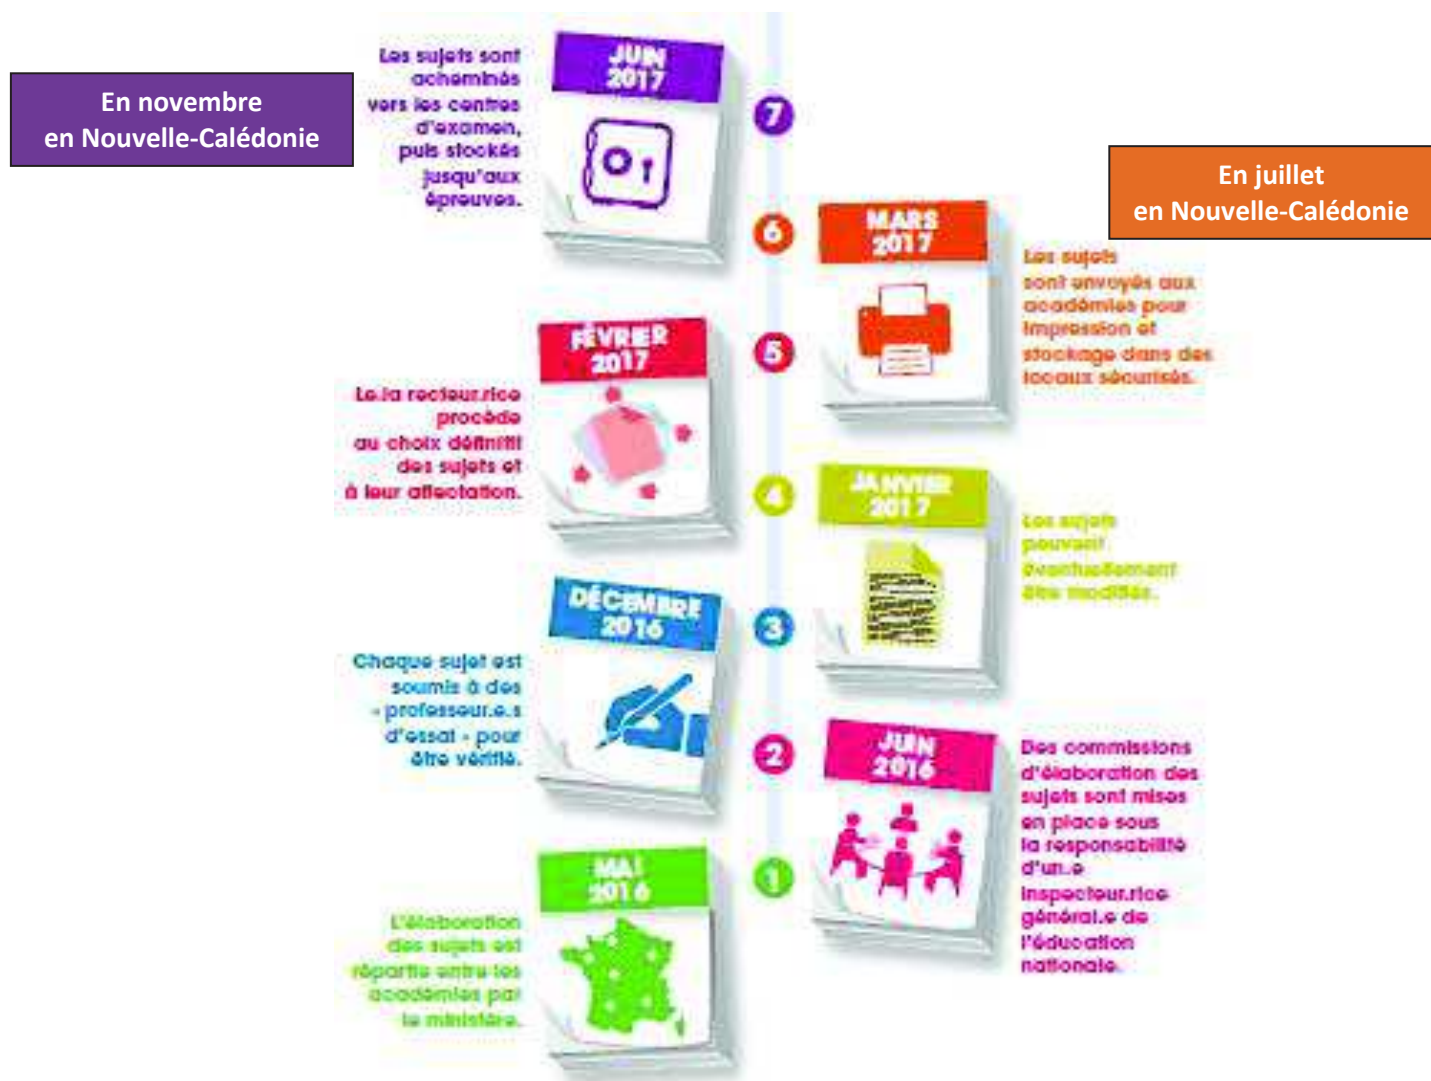 JUIN
2017
Les sujets sont
acheminés
vers les centres
d'examen,
puis stockés
jusqu'aux
épreuves.
En novembre
en Nouvelle-Calédonie
7
En juillet
en Nouvelle-Calédonie
6
MARS
2017
Les sujets
sont envoyés aux
académies pour
impression et
stockage dans des
locaux sécurisés.
FÉVRIER
2017
5
Le.la recteur.rice
procède
au choix définitif
des sujets et
à leur affectation.
4
JANVIER
2017
Les sujets
peuvent
éventuellement
être modifiés.
DÉCEMBRE
2016
3
Chaque sujet est
soumis à des
- professeur.e.s
d'essai - pour
être vérifié.
2
JUIN
2016
Des commissions
d'élaboration des
sujets sont mises
en place sous
la responsabilité
d'un.e
inspecteur.rice
général.e de
l'éducation
nationale.
MAI
2016
1
L'élaboration
des sujets est
répartie entre les
académies par
le ministère.